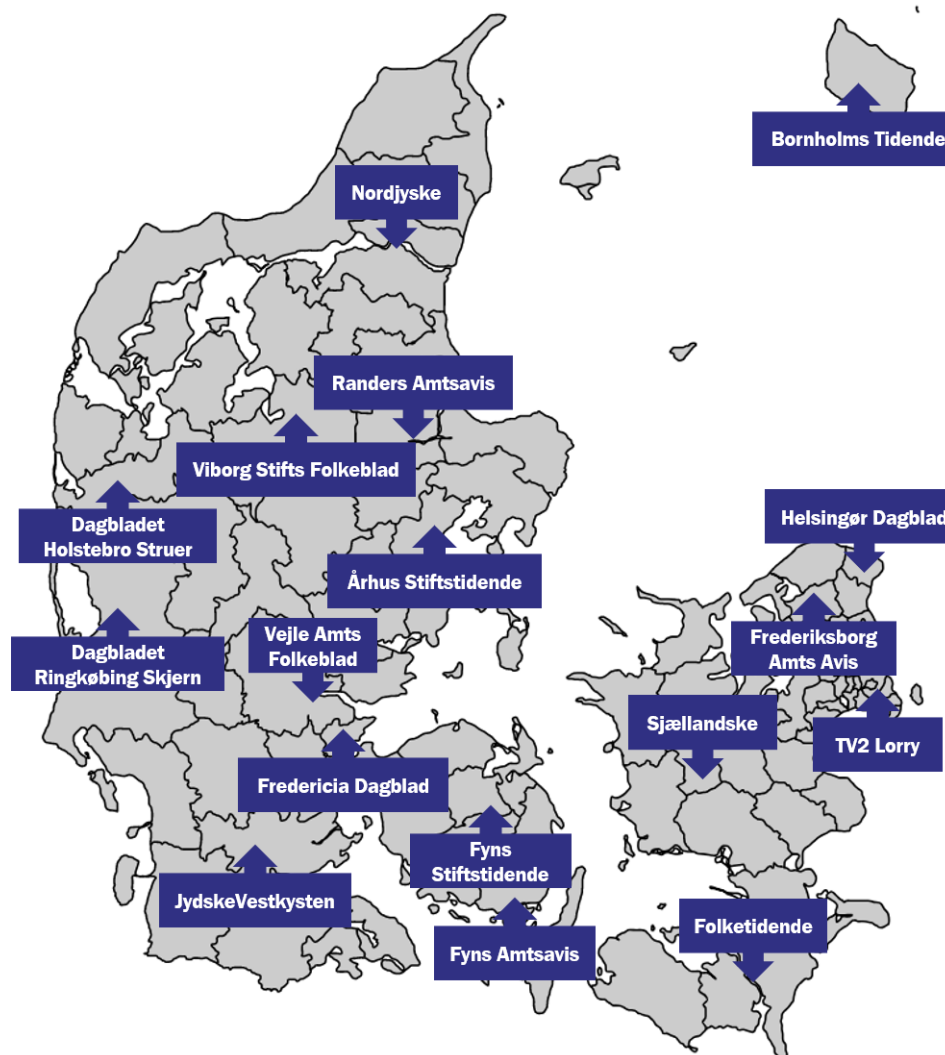 Bornholms Tidende
Nordjyske
Randers Amtsavis
Viborg Stifts Folkeblad
Dagbladet
Holstebro Struer
Helsingør Dagblad
Århus Stiftstidende
Vejle Amts
Folkeblad
Dagbladet
Ringkøbing Skjern
Frederiksborg
Amts Avis
Sjællandske
TV2 Lorry
Fredericia Dagblad
Fyns
Stiftstidende
JydskeVestkysten
Folketidende
Fyns Amtsavis